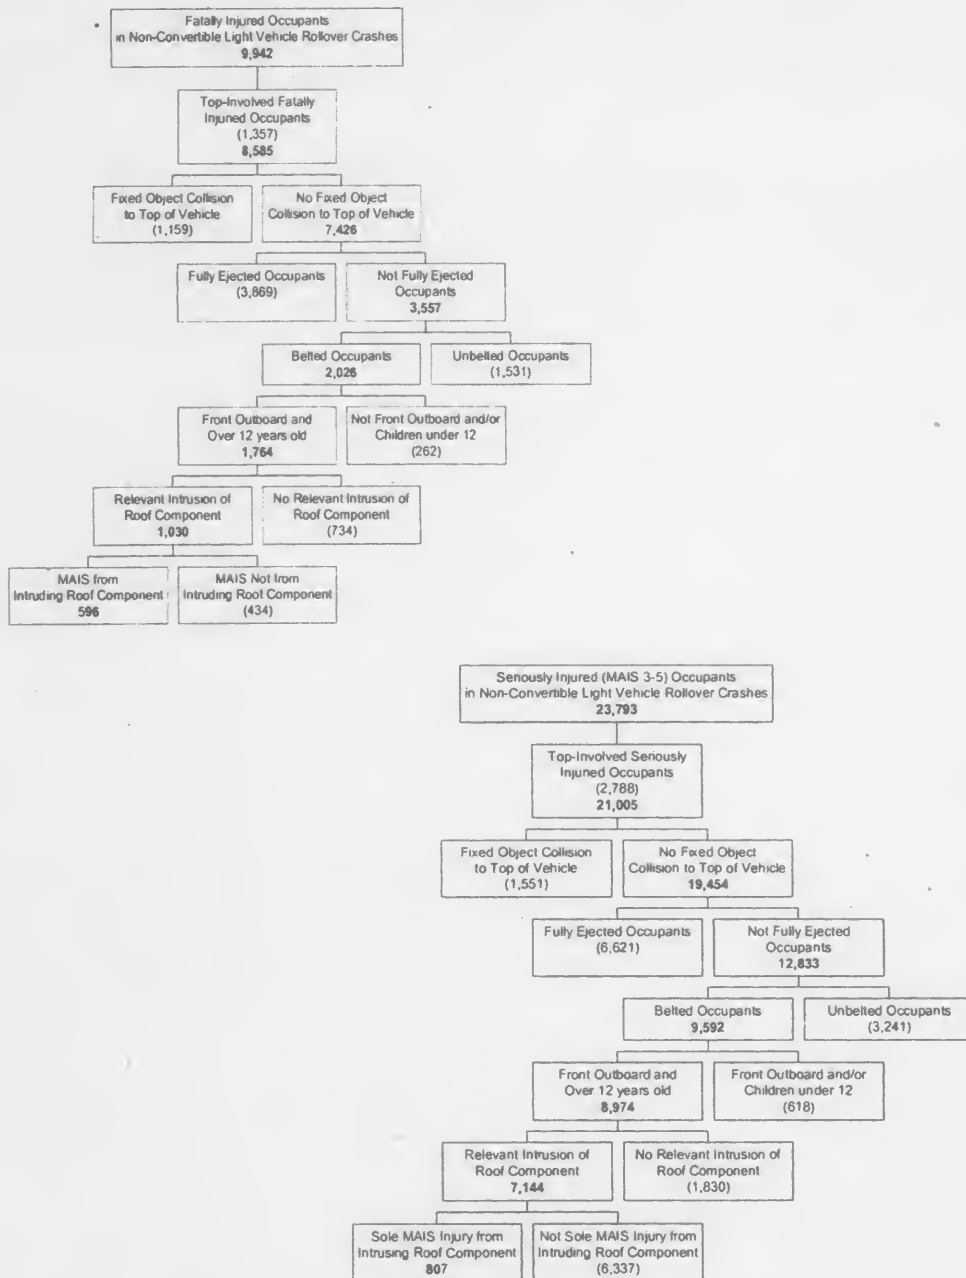 Fatally Injured Occupants
in Non-Convertible Light Vehicle Rollover Crashes
9,942
Top-Involved Fatally
Injured Occupants
(1,357)
8,585
Fixed Object Collision
to Top of Vehicle
(1,159)
No Fixed Object
Collision to Top of Vehicle
7,426
Fully Ejected Occupants
(3,869)
Not Fully Ejected
Occupants
3,557
Belted Occupants
2,026
Unbelted Occupants
(1,531)
Front Outboard and
Over 12 years old
1,764
Not Front Outboard and/or
Children under 12
(262)
Relevant Intrusion of
Roof Component
1,030
No Relevant Intrusion of
Roof Component
(734)
MAIS from
Intruding Roof Component
596
MAIS Not from
Intruding Roof Component
(434)
Seriously Injured (MAIS 3-5) Occupants
in Non-Convertible Light Vehicle Rollover Crashes
23,793
Top-Involved Seriously
Injured Occupants
(2,788)
21,005
Fixed Object Collision
to Top of Vehicle
(1,551)
No Fixed Object
Collision to Top of Vehicle
19,454
Fully Ejected Occupants
(6,621)
Not Fully Ejected
Occupants
12,833
Belted Occupants
9,592
Unbelted Occupants
(3,241)
Front Outboard and
Over 12 years old
8,974
Front Outboard and/or
Children under 12
(618)
Relevant Intrusion of
Roof Component
7,144
No Relevant Intrusion of
Roof Component
(1,830)
Sole MAIS Injury from
Intrusing Roof Component
807
Not Sole MAIS Injury from
Intruding Roof Component
(6,337)